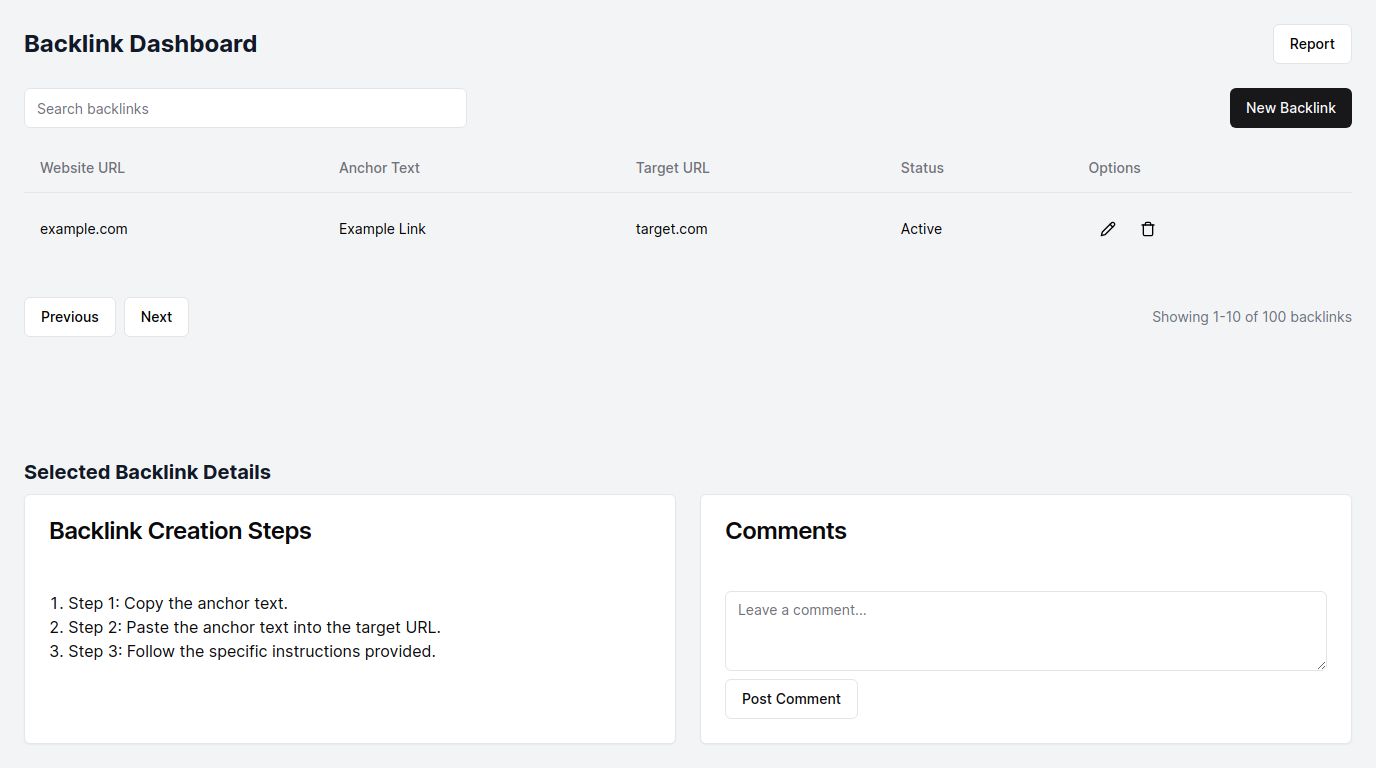 Backlink Dashboard
Report
Search backlinks
New Backlink
Website URL Anchor Text Target URL Status Options
example.com Example Link target.com Active
Previous Next Showing 1-10 of 100 backlinks
Selected Backlink Details
Backlink Creation Steps
1. Step 1: Copy the anchor text.
2. Step 2: Paste the anchor text into the target URL.
3. Step 3: Follow the specific instructions provided.
Comments
Leave a comment...
Post Comment